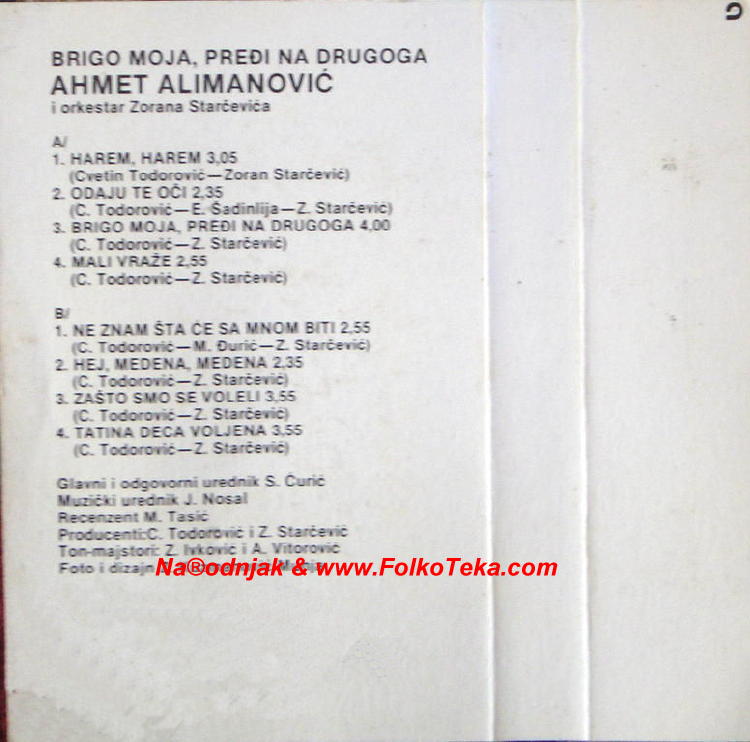 BRIGO MOJA, PREĐI NA DRUGOGA
AHMET ALIMANOVIĆ
i orkestar Zorana Starčevića
A/
1. HAREM, HAREM 3,05
(Cvetin Todorović—Zoran Starčević)
2. ODAJU TE OČI 2,35
(C. Todorović—E. Šadinlija—Z. Starčević)
3. BRIGO MOJA, PREĐI NA DRUGOGA 4,00
(C. Todorović—Z. Starčević)
4. MALI VRAŽE 2,55
(C. Todorović—Z. Starčević)
B/
1. NE ZNAM ŠTA ĆE SA MNOM BITI 2,55
(C. Todorović—M. Đurić—Z. Starčević)
2. HEJ, MEDENA, MEDENA 2,35
(C. Todorović—Z. Starčević)
3. ZAŠTO SMO SE VOLELI 3,55
(C. Todorović—Z. Starčević)
4. TATINA DECA VOLJENA 3,55
(C. Todorović—Z. Starčević)
Glavni i odgovorni urednik S. Ćurić
Muzički urednik J. Nosal
Recenzent M. Tasić
Producenti:C. Todorović i Z. Starčević
Ton-majstori: Z. Ivković i A. Vitorović
Foto i dizajn
Na®odnjak & www.FolkoTeka.com